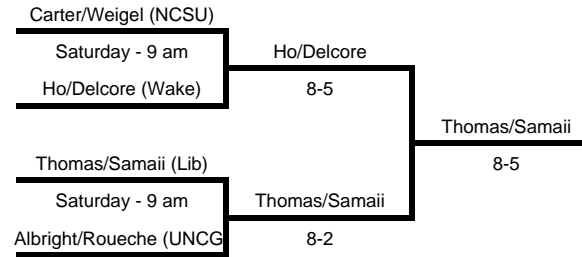 Carter/Weigel (NCSU)
Saturday - 9 am
Ho/Delcore
Ho/Delcore (Wake)
8-5
Thomas/Samaii
Thomas/Samaii (Lib)
8-5
Saturday - 9 am
Thomas/Samaii
Albright/Roueche (UNCG
8-2